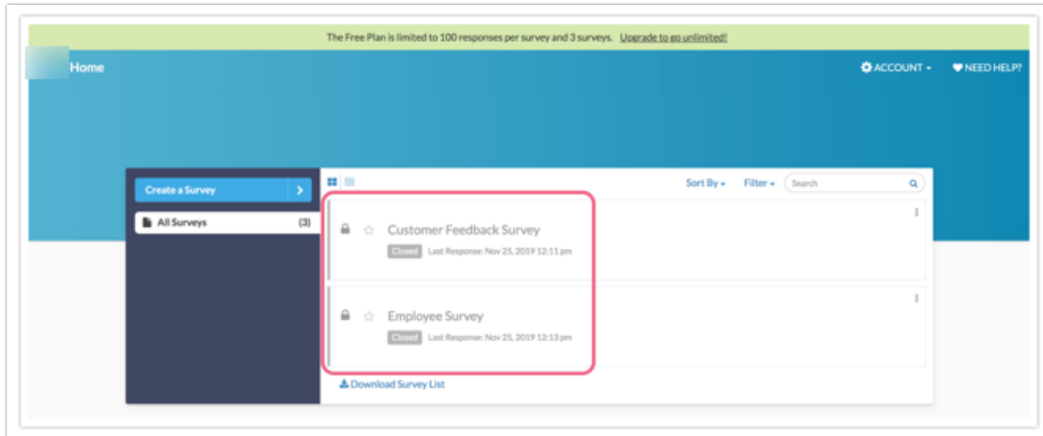 The Free Plan is limited to 100 responses per survey and 3 surveys. Upgrade to go unlimited!
Home
ACCOUNT
NEED HELP?
Create a Survey
Sort By
Filter
Search
All Surveys (3)
Customer Feedback Survey
Closed Last Response: Nov 25, 2019 12:11 pm
Employee Survey
Closed Last Response: Nov 25, 2019 12:13 pm
Download Survey List